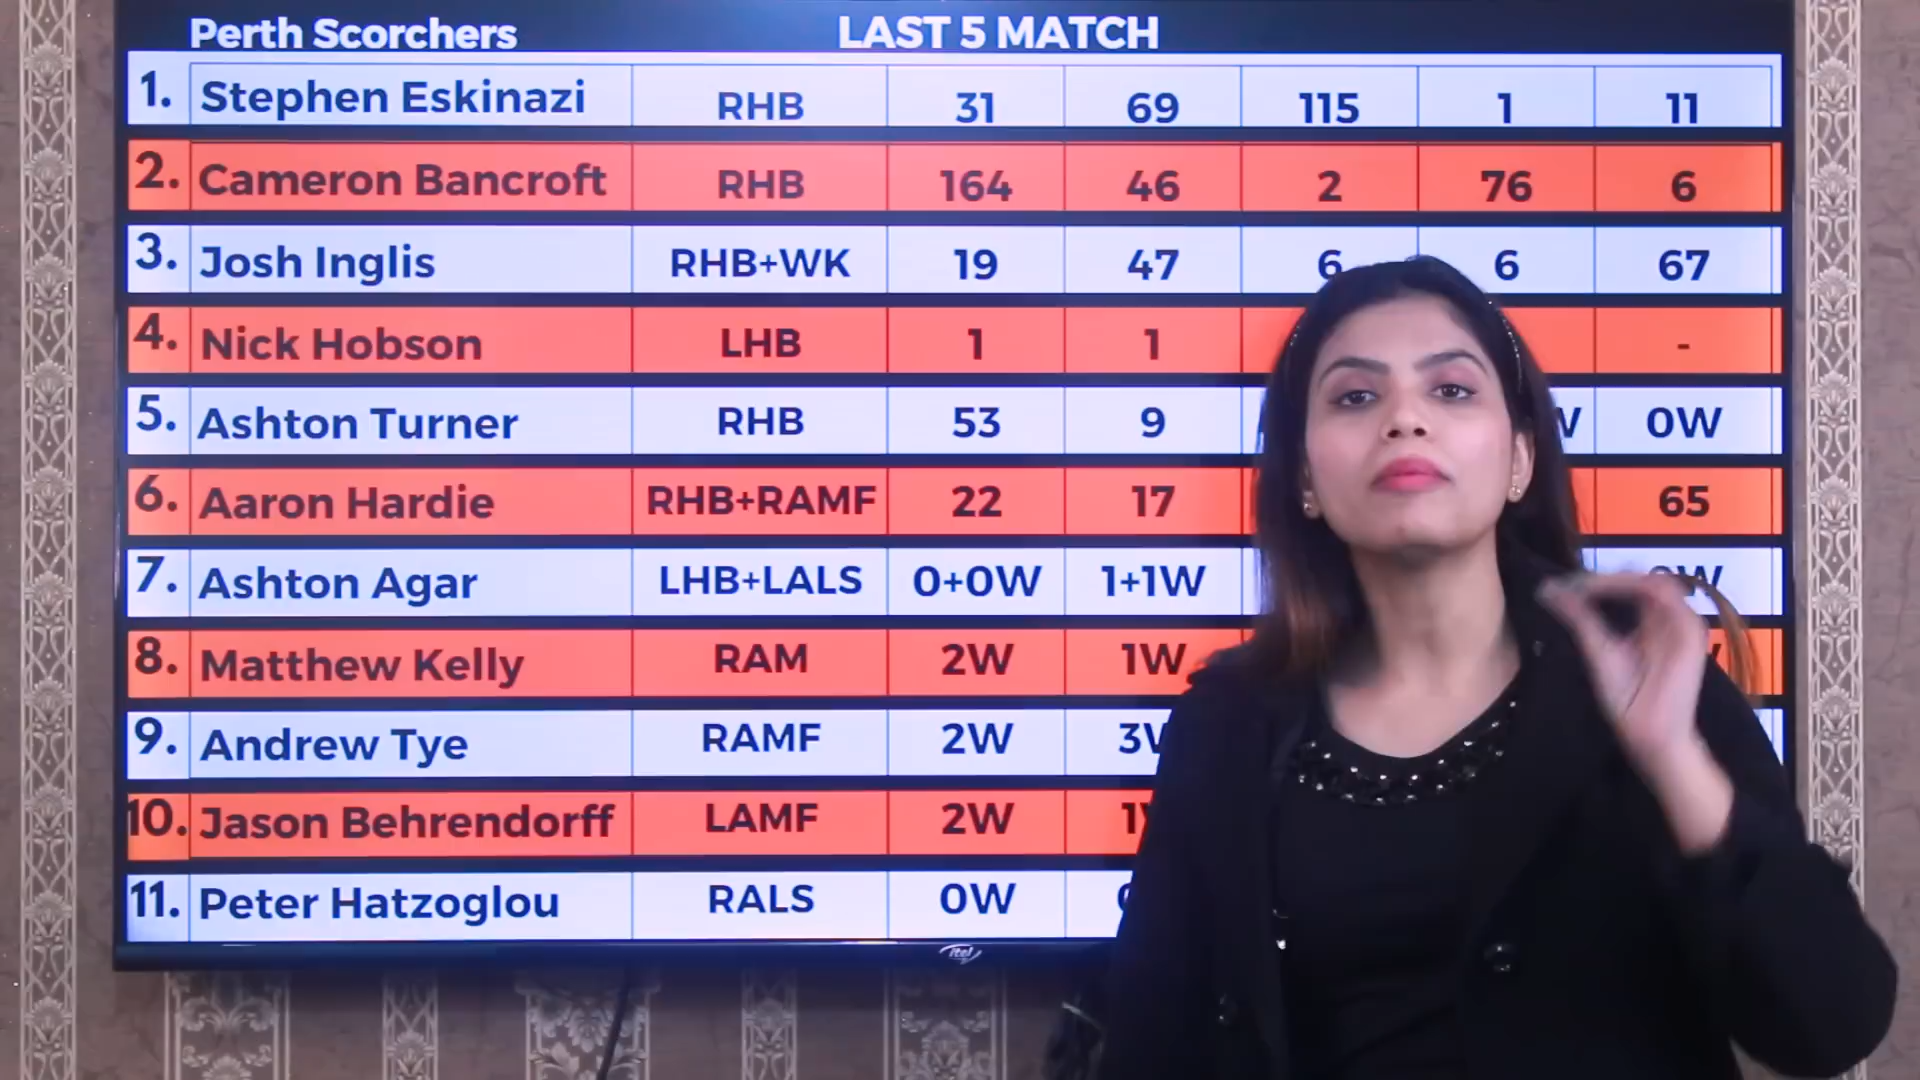 Perth Scorchers LAST 5 MATCH
1. Stephen Eskinazi RHB 31 69 115 1 11
2. Cameron Bancroft RHB 164 46 2 76 6
3. Josh Inglis RHB+WK 19 47 6 6 67
4. Nick Hobson LHB 1 1 -
5. Ashton Turner RHB 53 9 0W
6. Aaron Hardie RHB+RAMF 22 17 65
7. Ashton Agar LHB+LALS 0+0W 1+1W
8. Matthew Kelly RAM 2W 1W
9. Andrew Tye RAMF 2W
10. Jason Behrendorff LAMF 2W
11. Peter Hatzoglou RALS 0W
itel